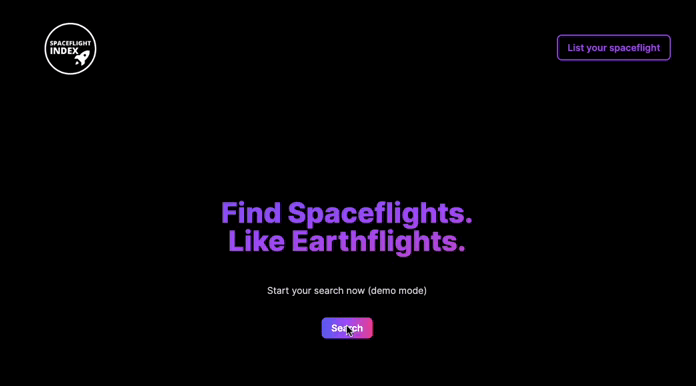 SPACEFLIGHT
INDEX
List your spaceflight
Find Spaceflights.
Like Earthflights.
Start your search now (demo mode)
Search